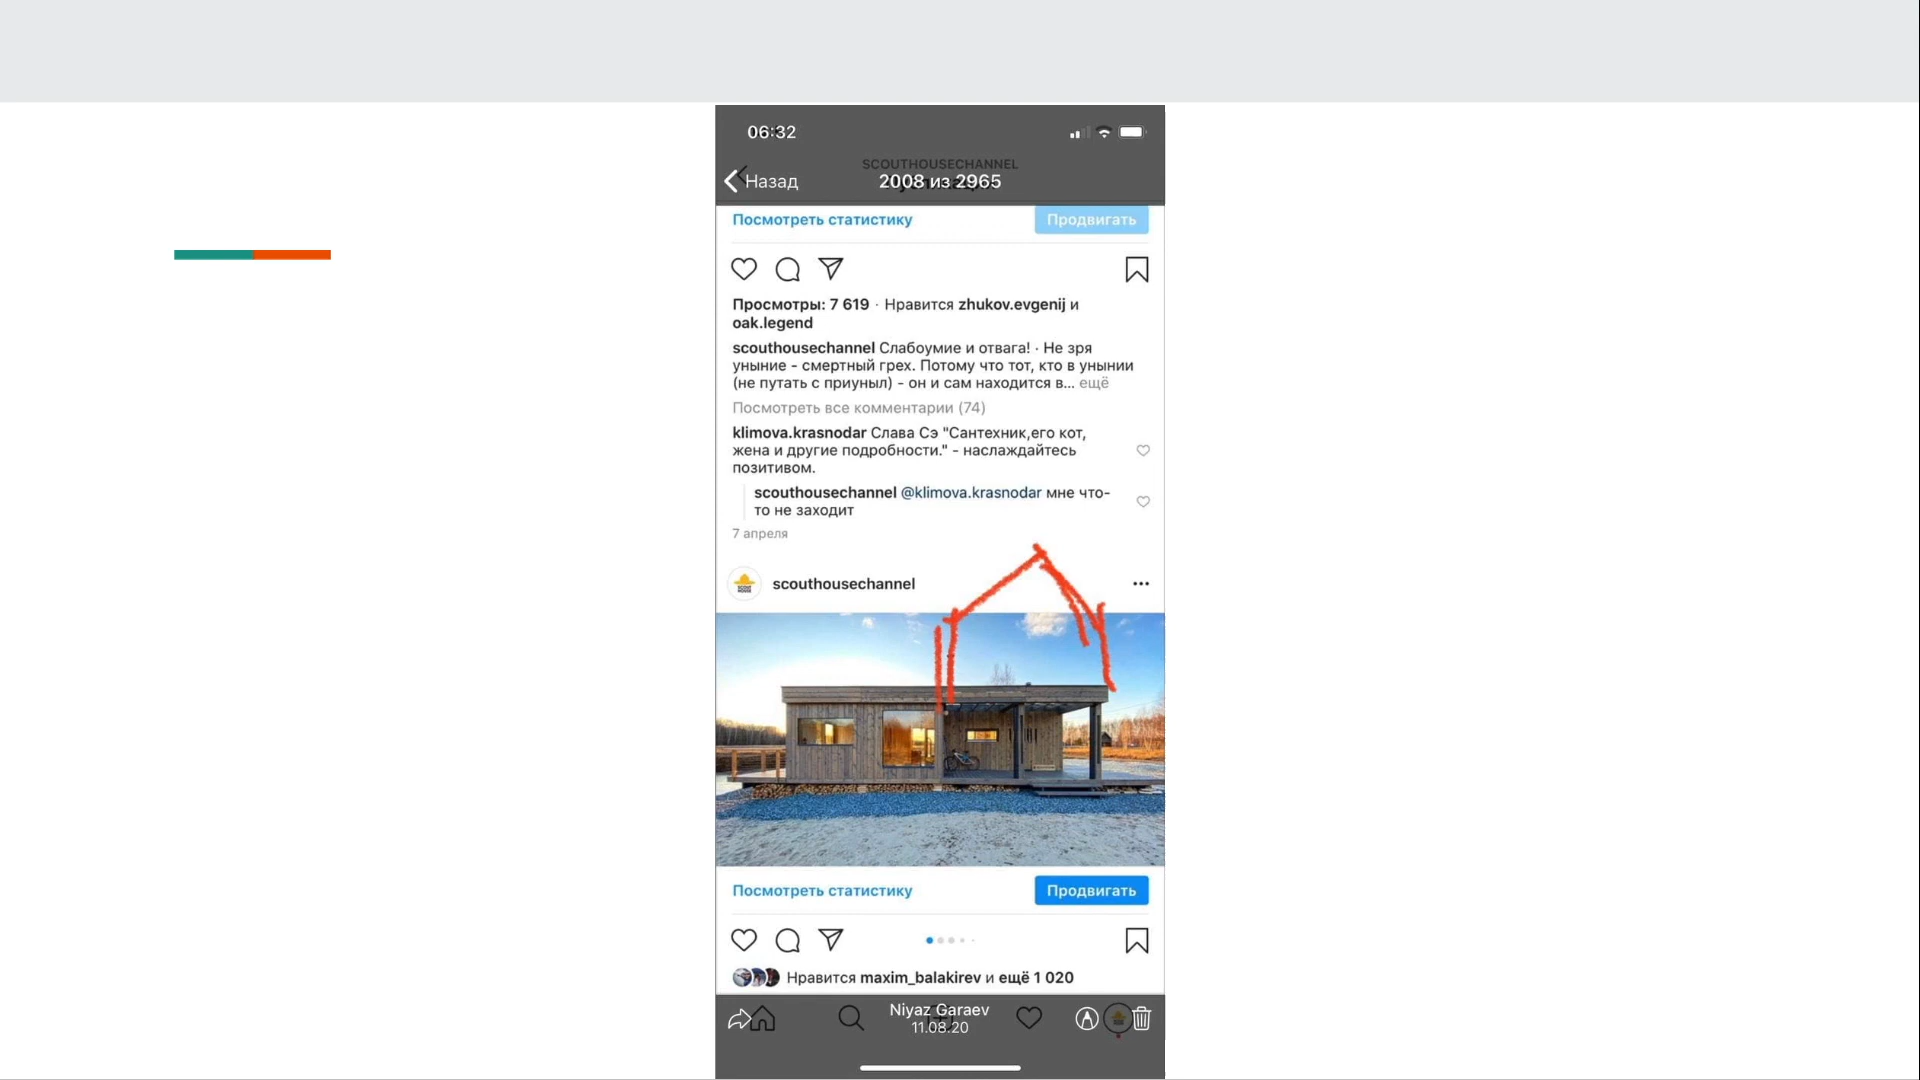 06:32
SCOUTHOUSECHANNEL
Назад
2008 из 2965
Посмотреть статистику
Продвигать
Просмотры: 7 619 · Нравится zhukov.evgenij и
oak.legend
scouthousechannel Слабоумие и отвага! · Не зря
уныние - смертный грех. Потому что тот, кто в унынии
(не путать с приуныл) - он и сам находится в... ещё
Посмотреть все комментарии (74)
klimova.krasnodar Слава Сэ "Сантехник,его кот,
жена и другие подробности." - наслаждайтесь
позитивом.
scouthousechannel @klimova.krasnodar мне что-
то не заходит
7 апреля
scouthousechannel
Посмотреть статистику
Продвигать
Нравится maxim_balakirev и ещё 1 020
Niyaz Garaev
11.08.20